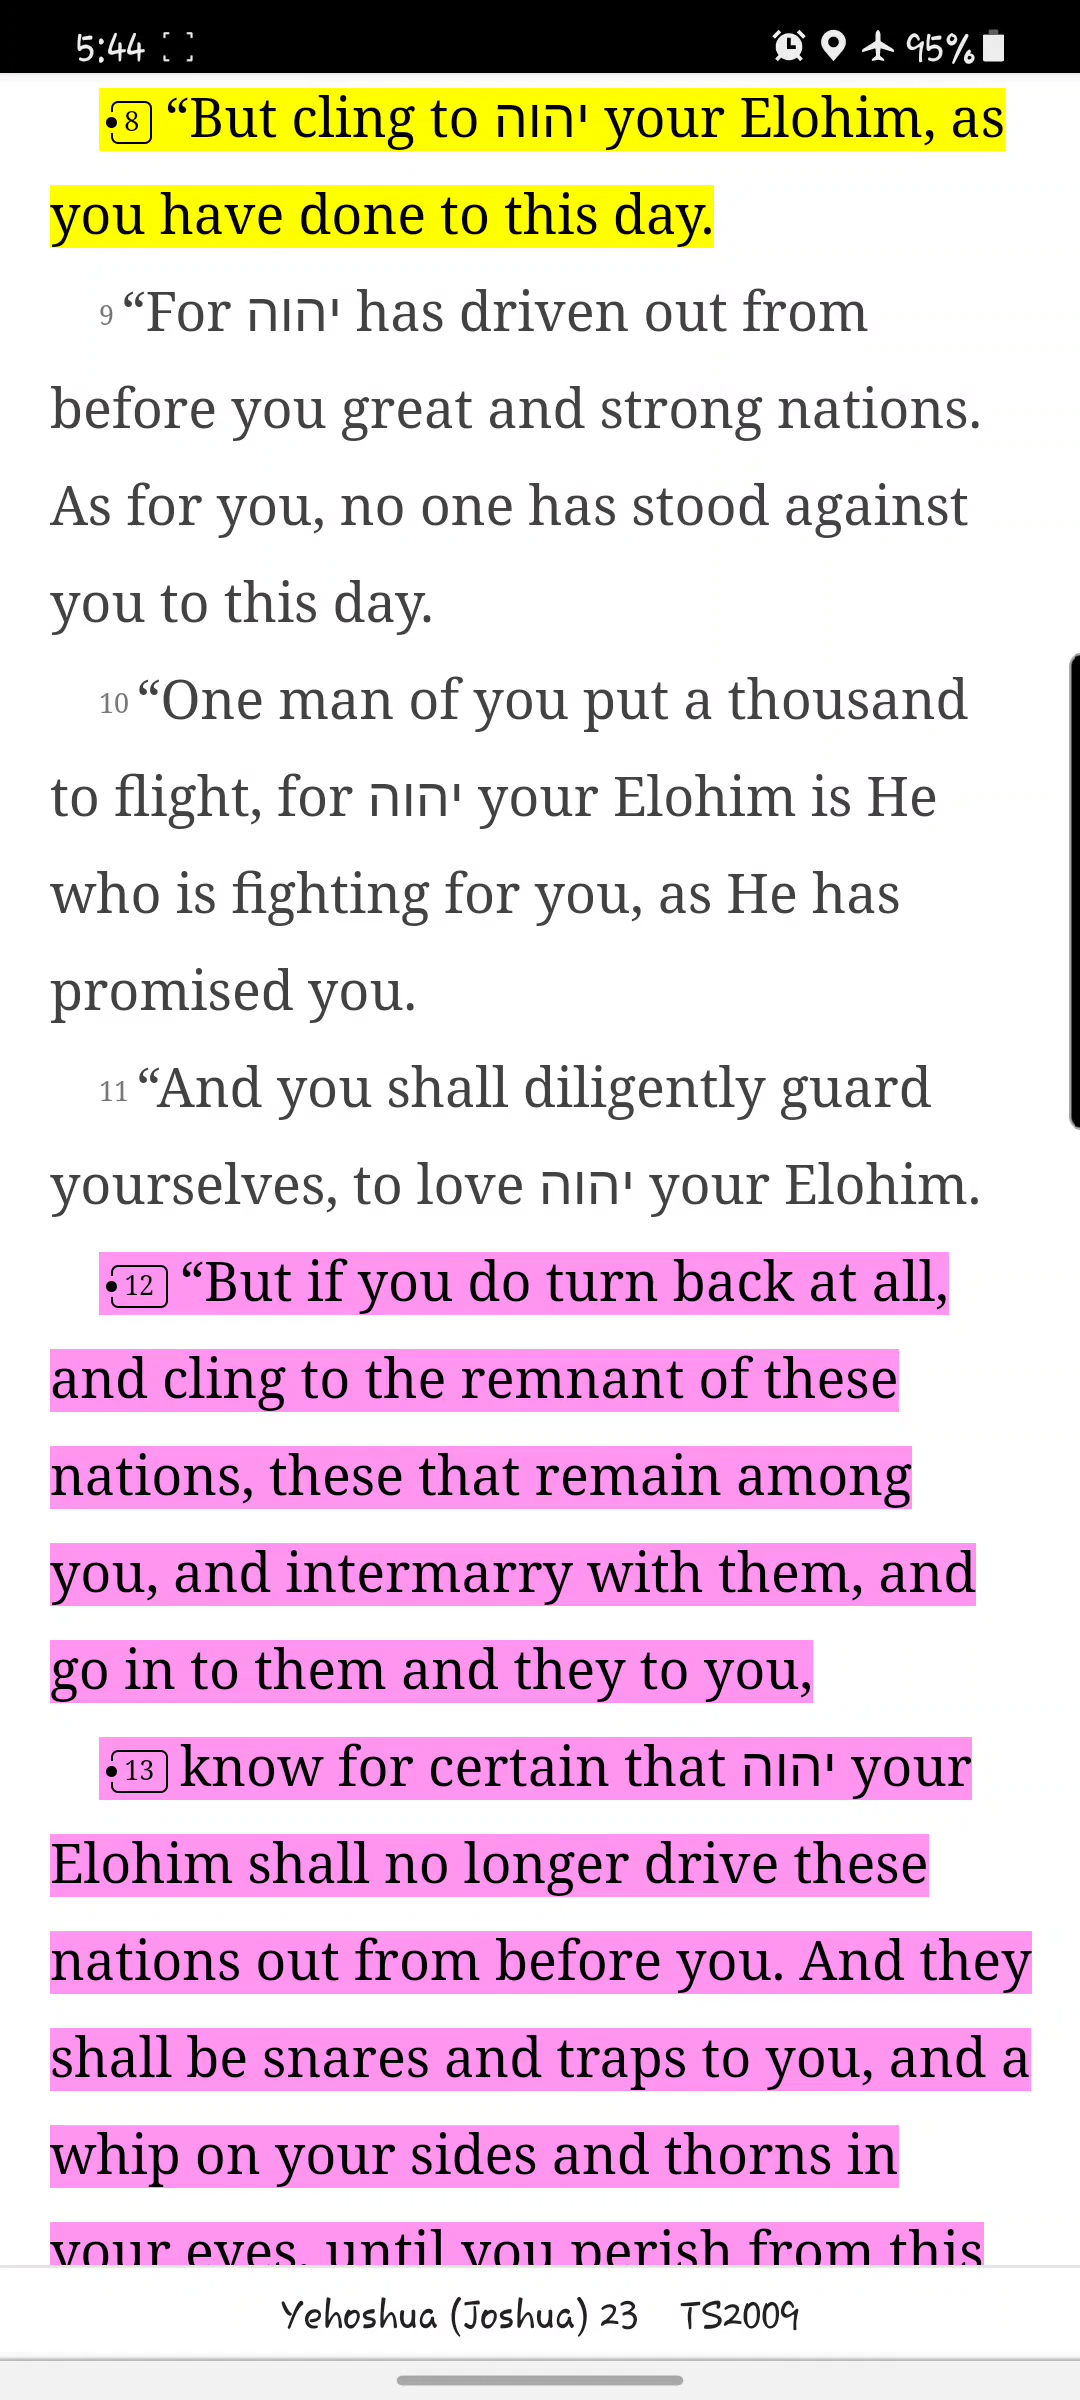 5:44 95%
8 “But cling to יהוה your Elohim, as
you have done to this day.
9 “For יהוה has driven out from
before you great and strong nations.
As for you, no one has stood against
you to this day.
10 “One man of you put a thousand
to flight, for יהוה your Elohim is He
who is fighting for you, as He has
promised you.
11 “And you shall diligently guard
yourselves, to love יהוה your Elohim.
12 “But if you do turn back at all,
and cling to the remnant of these
nations, these that remain among
you, and intermarry with them, and
go in to them and they to you,
13 know for certain that יהוה your
Elohim shall no longer drive these
nations out from before you. And they
shall be snares and traps to you, and a
whip on your sides and thorns in
your eyes, until you perish from this
Yehoshua (Joshua) 23 TS2009